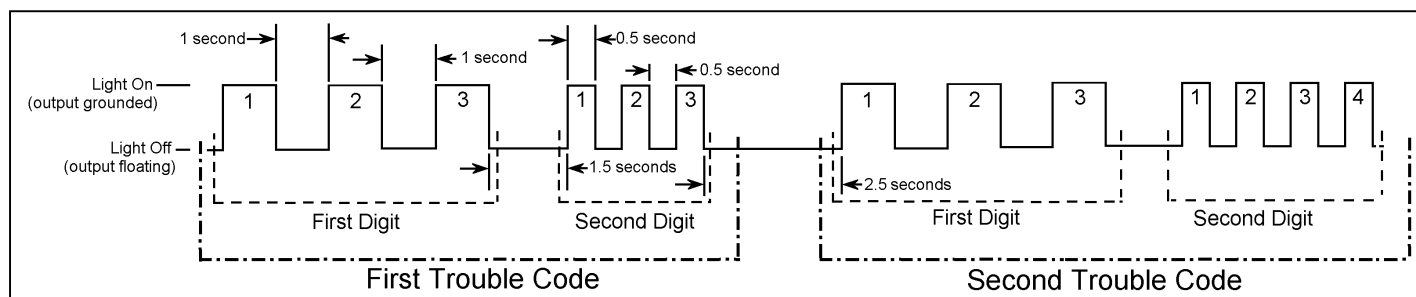 1 second
0.5 second
1 second
0.5 second
Light On
(output grounded)
1 2 3 1 2 3 1 2 3 1 2 3 4
Light Off
(output floating)
1.5 seconds
2.5 seconds
First Digit
Second Digit
First Digit
Second Digit
First Trouble Code
Second Trouble Code